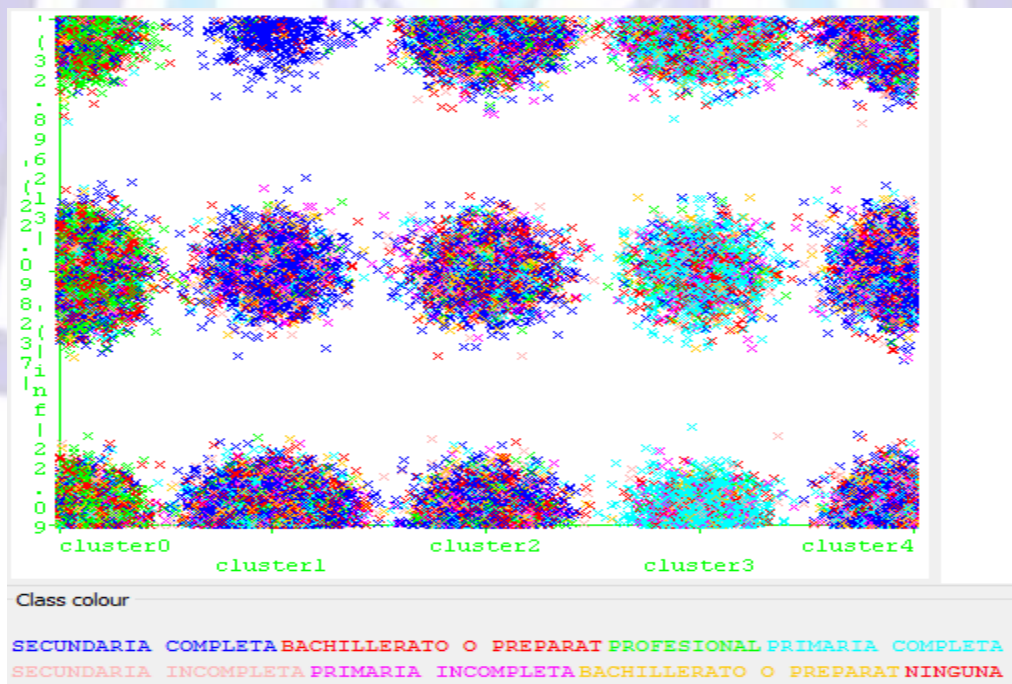 cluster0
cluster1
cluster2
cluster3
cluster4
Class colour
SECUNDARIA COMPLETA BACHILLERATO O PREPARAT PROFESIONAL PRIMARIA COMPLETA
SECUNDARIA INCOMPLETA PRIMARIA INCOMPLETA BACHILLERATO O PREPARAT NINGUNA